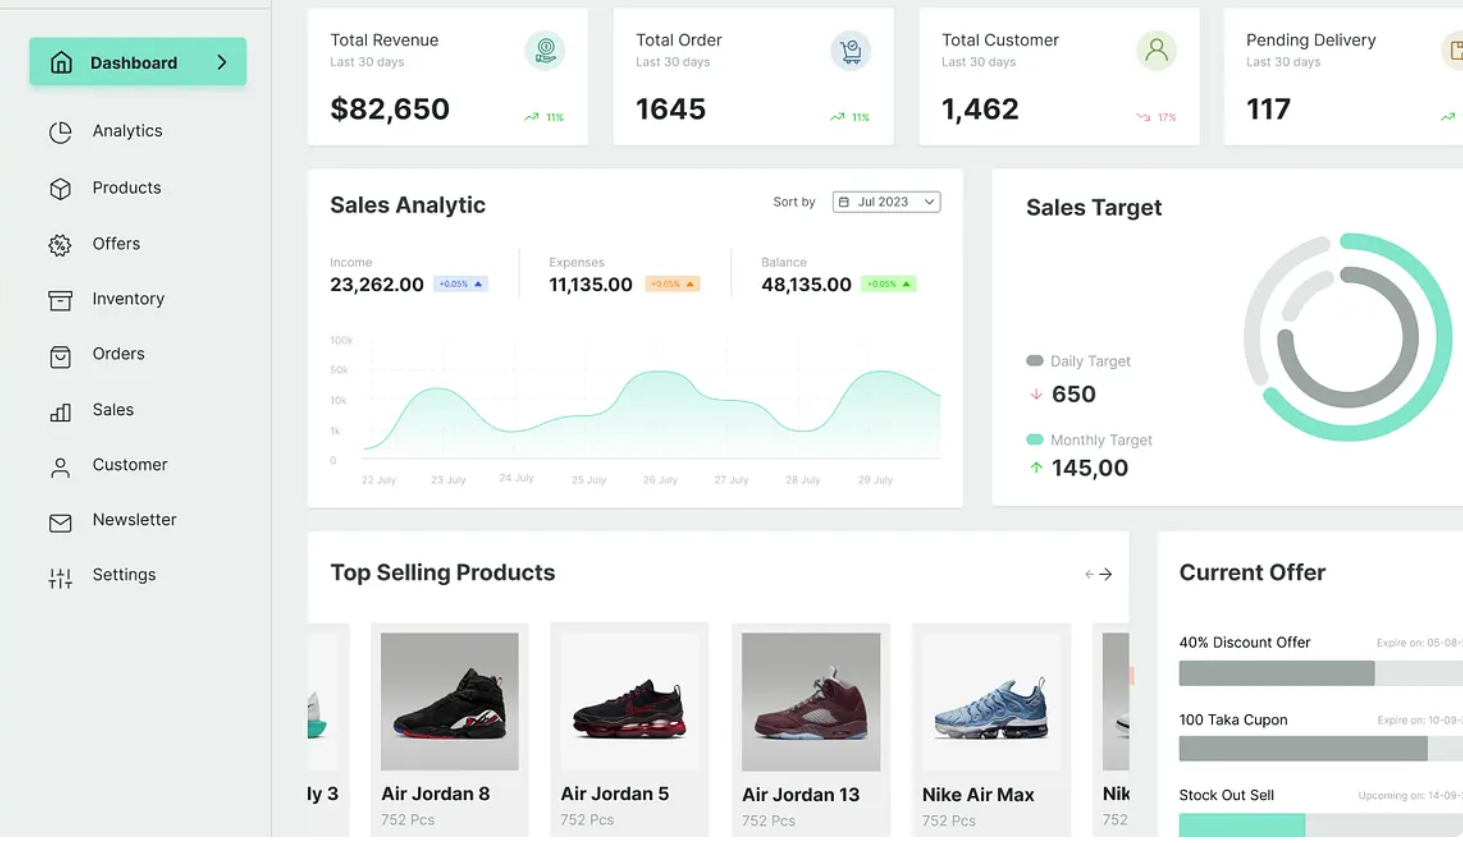 Dashboard
Analytics
Products
Offers
Inventory
Orders
Sales
Customer
Newsletter
Settings
Total Revenue
Last 30 days
$82,650
11%
Total Order
Last 30 days
1645
11%
Total Customer
Last 30 days
1,462
17%
Pending Delivery
Last 30 days
117
Sales Analytic
Sort by
Jul 2023
Income
23,262.00
+0.05%
Expenses
11,135.00
+0.05%
Balance
48,135.00
+0.05%
100k
50k
10k
1k
0
22 July
23 July
24 July
25 July
26 July
27 July
28 July
29 July
Sales Target
Daily Target
650
Monthly Target
145,00
Top Selling Products
ly 3
Air Jordan 8
752 Pcs
Air Jordan 5
752 Pcs
Air Jordan 13
752 Pcs
Nike Air Max
752 Pcs
Nik
752
Current Offer
40% Discount Offer
Expire on: 05-08-
100 Taka Cupon
Expire on: 10-09-
Stock Out Sell
Upcoming on: 14-09-